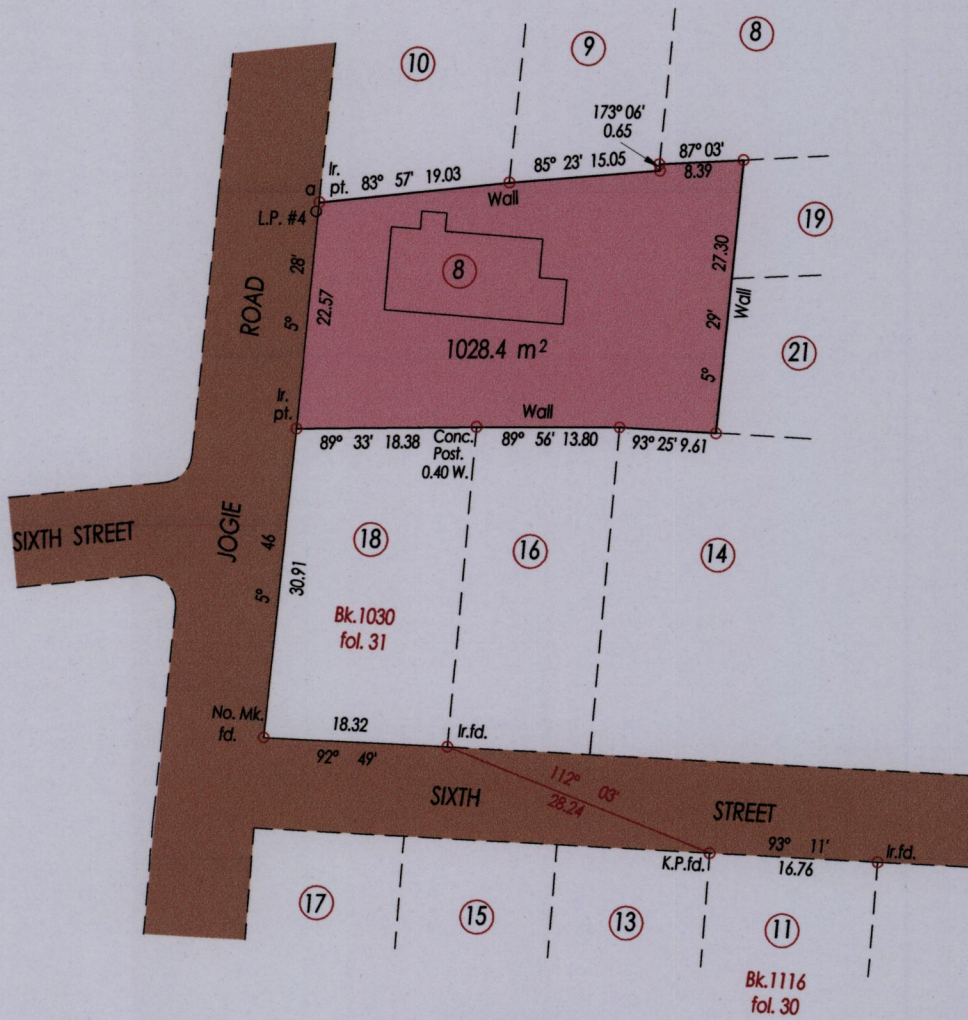 10
9
8
173° 06'
0.65
87° 03'
8.39
Ir.
pt.
83° 57' 19.03
85° 23' 15.05
a
L.P. #4
Wall
19
8
27.30
Wall
29'
5°
28'
22.57
5°
ROAD
1028.4 m²
21
Ir.
pt.
Wall
89° 33' 18.38
Conc.
Post.
0.40 W.
89° 56' 13.80
93° 25' 9.61
SIXTH STREET
JOGIE
46
5°
30.91
18
16
14
Bk.1030
fol. 31
No. Mk.
fd.
18.32
92° 49'
Ir.fd.
112° 03'
28.24
SIXTH STREET
93° 11'
16.76
K.P.fd.
Ir.fd.
17
15
13
11
Bk.1116
fol. 30